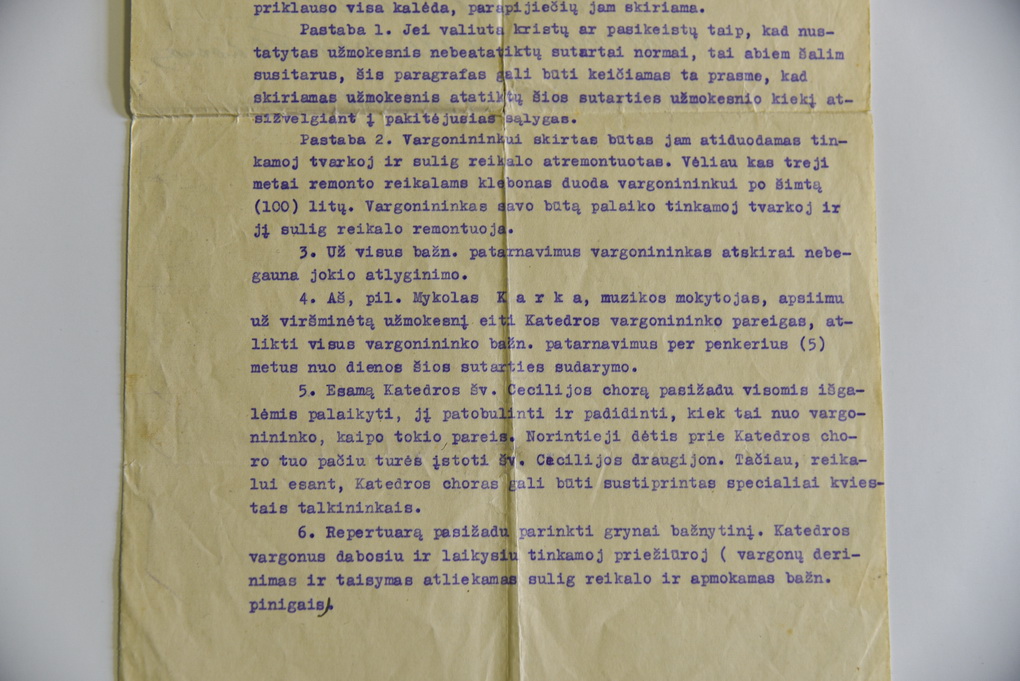 priklauso visa kalėda, parapijiečių jam skiriama.
Pastaba 1. Jei valiuta kristų ar pasikeistų taip, kad nus-
tatytas užmokesnis nebeatatiktų sutartai normai, tai abiem šalim
susitarus, šis paragrafas gali būti keičiamas ta prasme, kad
skiriamas užmokesnis atatiktų šios sutarties užmokesnio kiekį at-
sižvelgiant į pakitėjusias sąlygas.
Pastaba 2. Vargonininkui skirtas būtas jam atiduodamas tin-
kamoj tvarkoj ir sulig reikalo atremontuotas. Vėliau kas treji
metai remonto reikalams klebonas duoda vargonininkui po šimtą
(100) litų. Vargonininkas savo būtą palaiko tinkamoj tvarkoj ir
jį sulig reikalo remontuoja.
3. Už visus bažn. patarnavimus vargonininkas atskirai nebe-
gauna jokio atlyginimo.
4. Aš, pil. Mykolas K a r k a, muzikos mokytojas, apsiimu
už viršminėtą užmokesnį eiti Katedros vargonininko pareigas, at-
likti visus vargonininko bažn. patarnavimus per penkerius (5)
metus nuo dienos šios sutarties sudarymo.
5. Esamą Katedros šv. Cecilijos chorą pasižadu visomis išga-
lėmis palaikyti, jį patobulinti ir padidinti, kiek tai nuo vargo-
nininko, kaipo tokio pareis. Norintieji dėtis prie Katedros cho-
ro tuo pačiu turės įstoti šv. Cecilijos draugijon. Tačiau, reika-
lui esant, Katedros choras gali būti sustiprintas specialiai kvies-
tais talkininkais.
6. Repertuarą pasižadu parinkti grynai bažnytinį. Katedros
vargonus dabosiu ir laikysiu tinkamoj priežiūroj ( vargonų deri-
nimas ir taisymas atliekamas sulig reikalo ir apmokamas bažn.
pinigais).